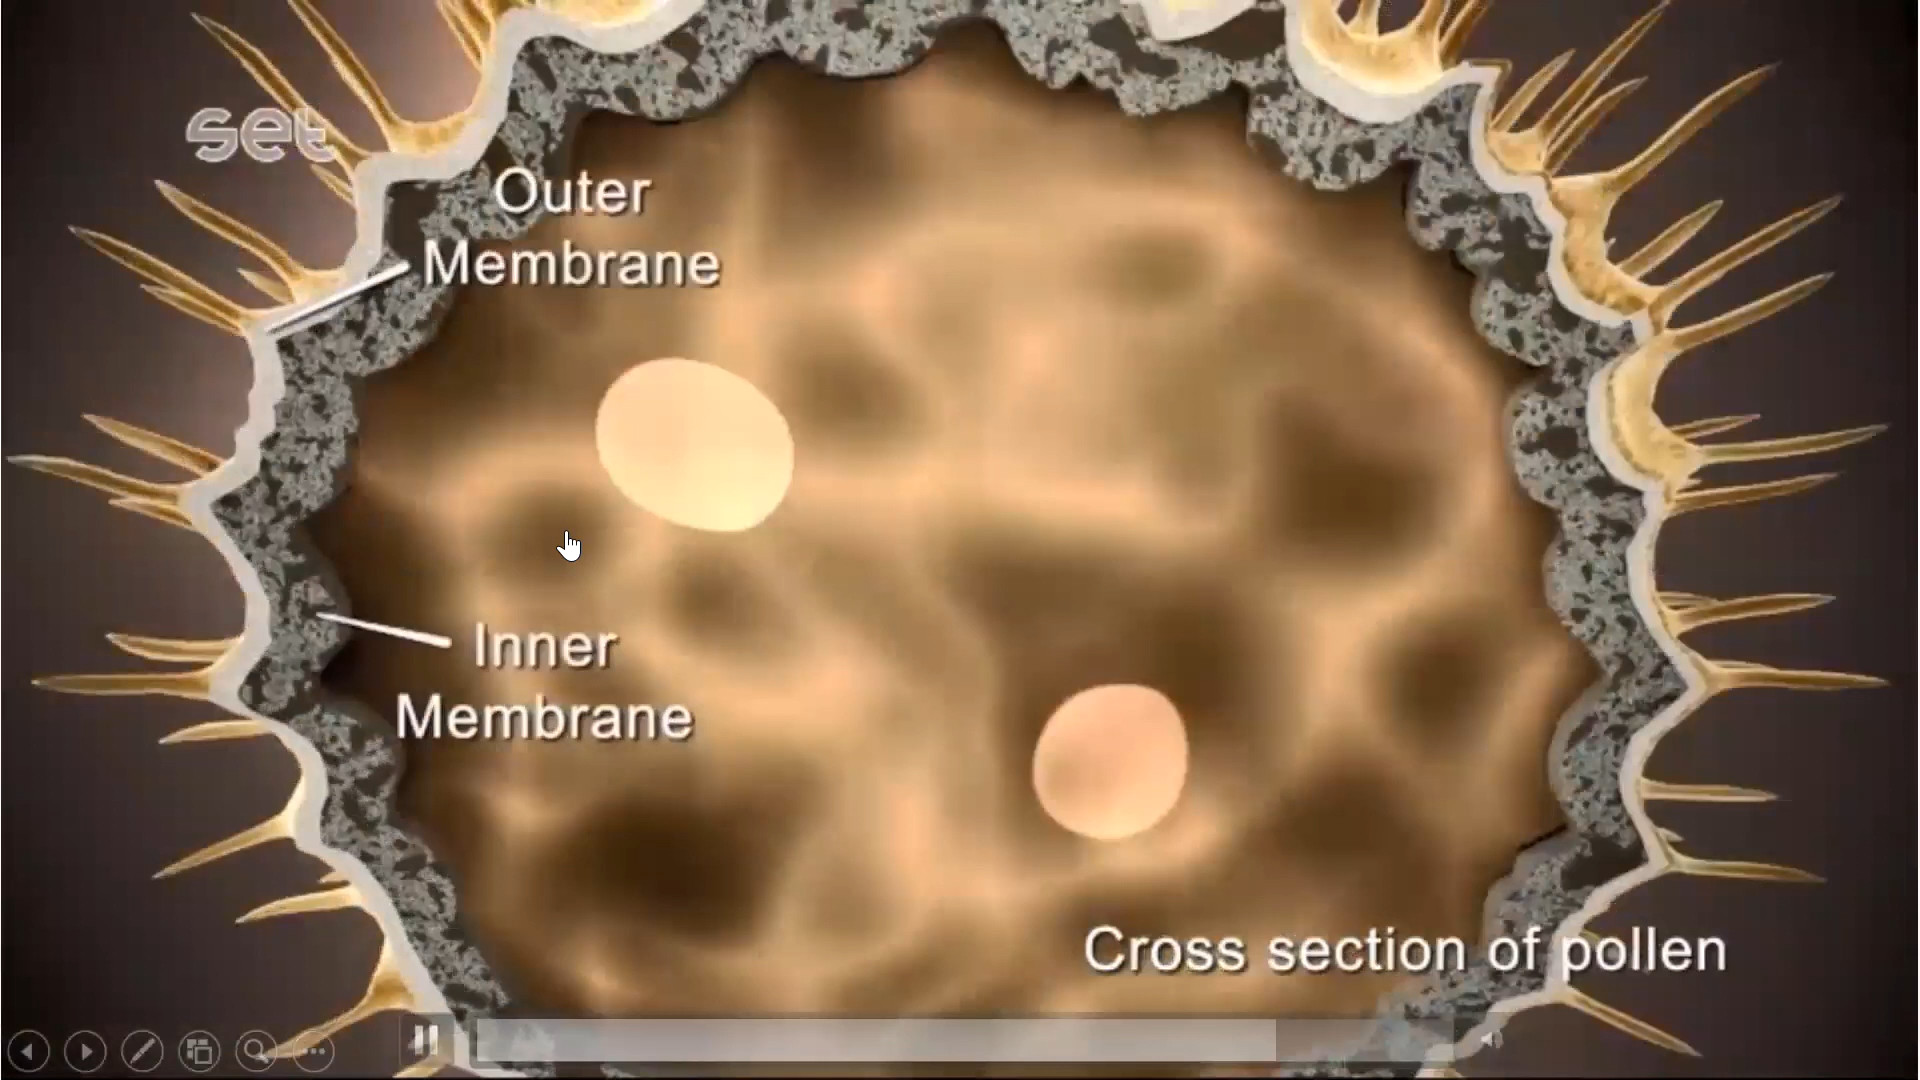 set
Outer
Membrane
Inner
Membrane
Cross section of pollen